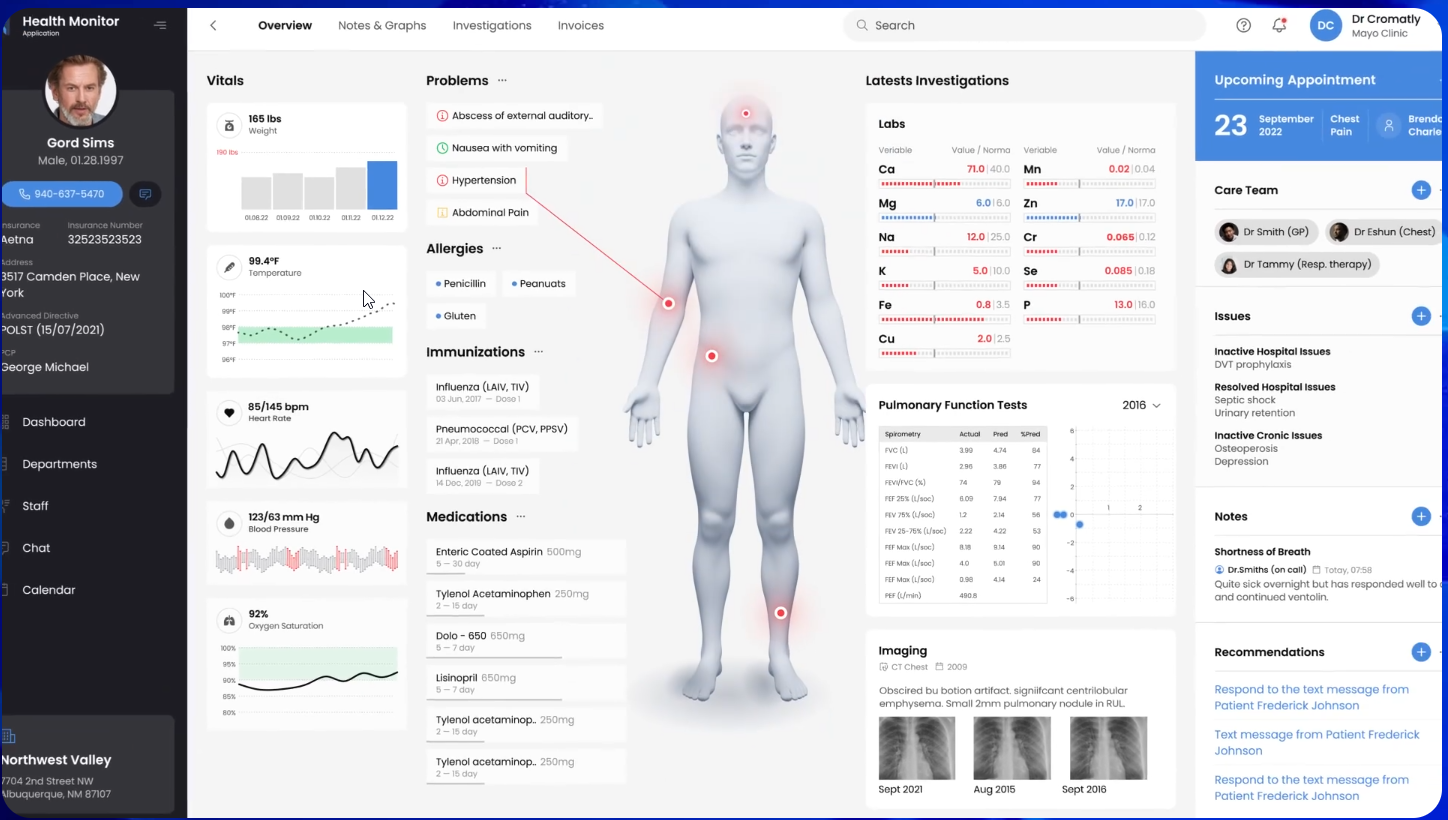 Health Monitor
Application
Gord Sims
Male, 01.28.1997
940-637-5470
Insurance Number
Aetna
32523523523
Address
3517 Camden Place, New
York
Advanced Directive
POLST (15/07/2021)
PCP
George Michael
Dashboard
Departments
Staff
Chat
Calendar
Northwest Valley
7704 2nd Street NW
Albuquerque, NM 87107
Overview
Notes & Graphs
Investigations
Invoices
Search
DC
Dr Cromatly
Mayo Clinic
Vitals
165 lbs
Weight
190 lbs
01.08.22 01.09.22 01.10.22 01.11.22 01.12.22
99.4°F
Temperature
100°F
99°F
98°F
97°F
96°F
85/145 bpm
Heart Rate
123/63 mm Hg
Blood Pressure
92%
Oxygen Saturation
100%
95%
90%
85%
80%
Problems ...
Abscess of external auditory..
Nausea with vomiting
Hypertension
Abdominal Pain
Allergies ...
Penicillin
Peanuats
Gluten
Immunizations ...
Influenza (LAIV, TIV)
03 Jun, 2017 — Dose 1
Pneumococcal (PCV, PPSV)
21 Apr, 2018 — Dose 1
Influenza (LAIV, TIV)
14 Dec, 2019 — Dose 2
Medications ...
Enteric Coated Aspirin 500mg
5 — 30 day
Tylenol Acetaminophen 250mg
2 — 15 day
Dolo - 650 650mg
5 — 7 day
Lisinopril 650mg
5 — 7 day
Tylenol acetaminop.. 250mg
2 — 15 day
Tylenol acetaminop.. 250mg
2 — 15 day
Latests Investigations
Labs
Variable Value / Norma Variable Value / Norma
Ca 71.0|40.0 Mn 0.02|0.04
Mg 6.0|6.0 Zn 17.0|17.0
Na 12.0|25.0 Cr 0.065|0.12
K 5.0|10.0 Se 0.085|0.18
Fe 0.8|3.5 P 13.0|16.0
Cu 2.0|2.5
Pulmonary Function Tests
2016
Spirometry Actual Pred %Pred
FVC (L) 3.99 4.74 84
FEVI (L) 2.96 3.86 77
FEVI/FVC (%) 74 79 94
FEF 25% (L/soc) 6.09 7.94 77
FEV 75% (L/soc) 1.2 2.14 56
FEV 25-75% (L/soc) 2.22 4.22 53
FEF Max (L/soc) 8.18 9.14 90
FEF Max (L/soc) 4.0 5.01 90
FEF Max (L/soc) 0.98 4.14 24
PEF (L/min) 490.8
6
4
2
0 1 2
-2
-4
-6
Imaging
CT Chest 2009
Obscired bu botion artifact. signifcant centrilobular
emphysema. Small 2mm pulmonary nodule in RUL.
Sept 2021
Aug 2015
Sept 2016
Upcoming Appointment
23
September
2022
Chest
Pain
Care Team
Dr Smith (GP)
Dr Eshun (Chest)
Dr Tammy (Resp. therapy)
Issues
Inactive Hospital Issues
DVT prophylaxis
Resolved Hospital Issues
Septic shock
Urinary retention
Inactive Cronic Issues
Osteoperosis
Depression
Notes
Shortness of Breath
Dr.Smiths (on call) Totay, 07:58
Quite sick overnight but has responded well to
and continued ventolin.
Recommendations
Respond to the text message from
Patient Frederick Johnson
Text message from Patient Frederick
Johnson
Respond to the text message from
Patient Frederick Johnson